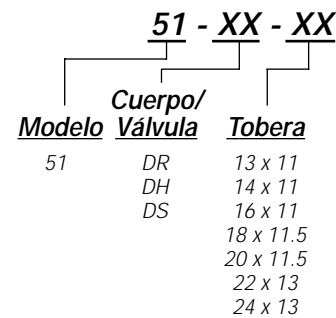 51 - XX - XX
Cuerpo/
Modelo Válvula Tobera
51 DR 13 x 11
DH 14 x 11
DS 16 x 11
18 x 11.5
20 x 11.5
22 x 13
24 x 13